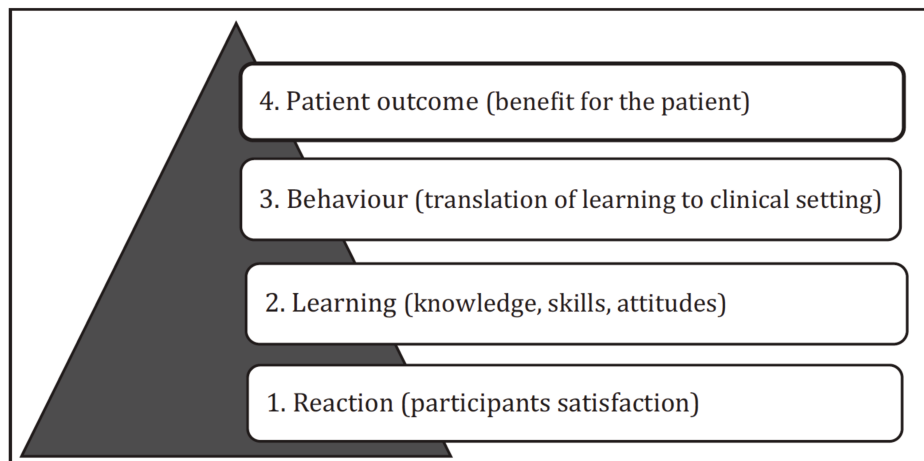 4. Patient outcome (benefit for the patient)
3. Behaviour (translation of learning to clinical setting)
2. Learning (knowledge, skills, attitudes)
1. Reaction (participants satisfaction)